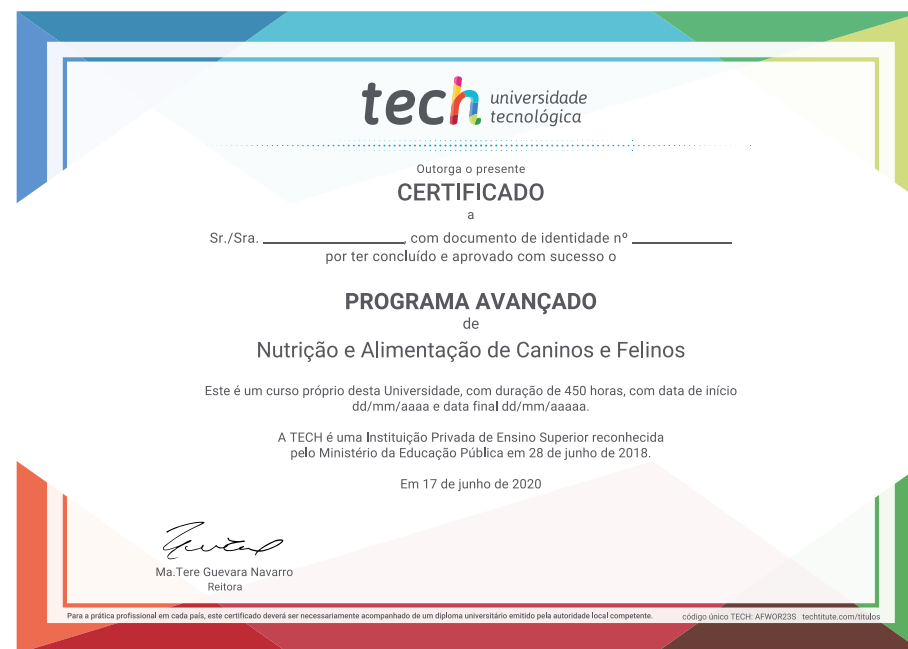 tech universidade
tecnológica
Outorga o presente
CERTIFICADO
a
Sr./Sra. ________________, com documento de identidade nº ____________
por ter concluído e aprovado com sucesso o
PROGRAMA AVANÇADO
de
Nutrição e Alimentação de Caninos e Felinos
Este é um curso próprio desta Universidade, com duração de 450 horas, com data de início
dd/mm/aaaa e data final dd/mm/aaaaa.
A TECH é uma Instituição Privada de Ensino Superior reconhecida
pelo Ministério da Educação Pública em 28 de junho de 2018.
Em 17 de junho de 2020
Ma.Tere Guevara Navarro
Reitora
Para a prática profissional em cada país, este certificado deverá ser necessariamente acompanhado de um diploma universitário emitido pela autoridade local competente. código único TECH: AFWOR23S techtitute.com/titulos